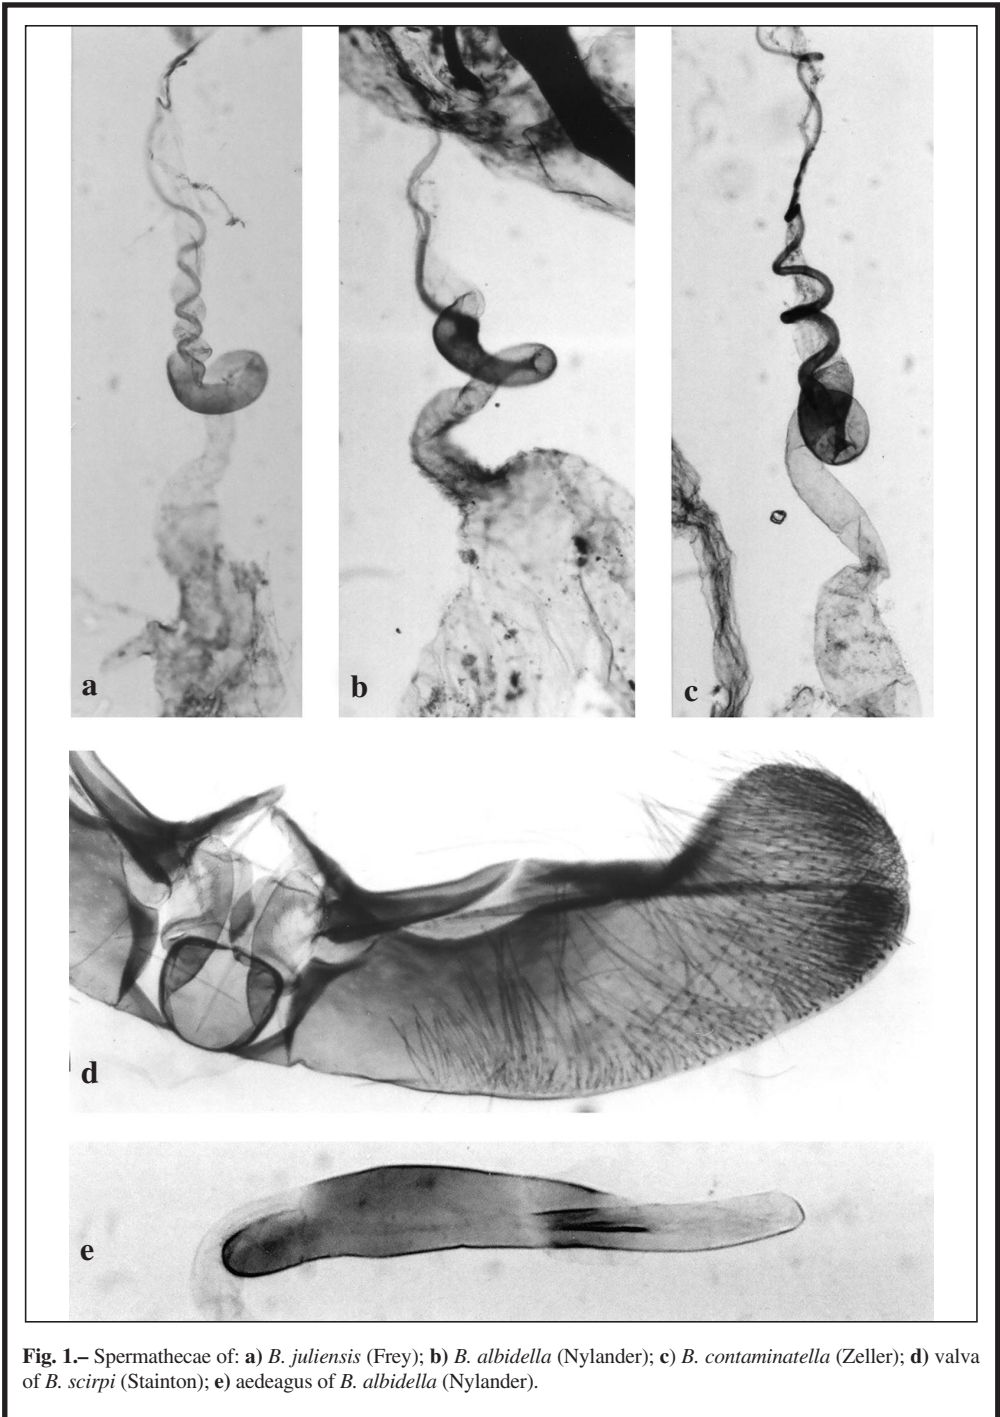 a
b
c
d
e
Fig. 1.– Spermathecae of: a) B. juliensis (Frey); b) B. albidella (Nylander); c) B. contaminatella (Zeller); d) valva
of B. scirpi (Stainton); e) aedeagus of B. albidella (Nylander).